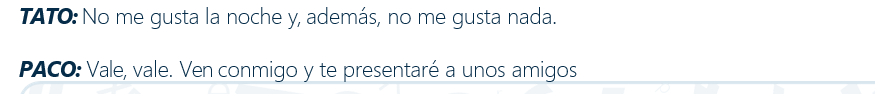 TATO: No me gusta la noche y, además, no me gusta nada.
PACO: Vale, vale. Ven conmigo y te presentaré a unos amigos